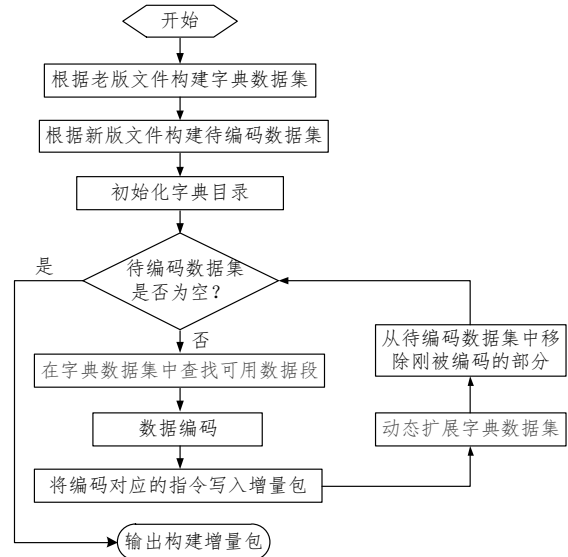 开始
根据老版文件构建字典数据集
根据新版文件构建待编码数据集
初始化字典目录
待编码数据集
是否为空？
是
否
在字典数据集中查找可用数据段
数据编码
将编码对应的指令写入增量包
动态扩展字典数据集
从待编码数据集中移
除刚被编码的部分
输出构建增量包